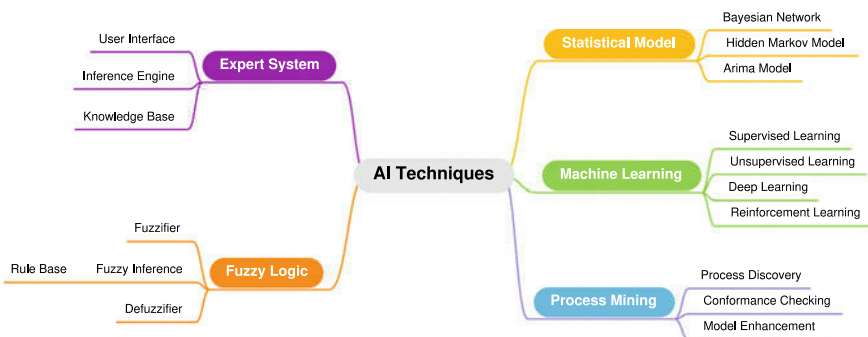 AI Techniques
Expert System
User Interface
Inference Engine
Knowledge Base
Fuzzy Logic
Fuzzifier
Rule Base Fuzzy Inference
Defuzzifier
Statistical Model
Bayesian Network
Hidden Markov Model
Arima Model
Machine Learning
Supervised Learning
Unsupervised Learning
Deep Learning
Reinforcement Learning
Process Mining
Process Discovery
Conformance Checking
Model Enhancement